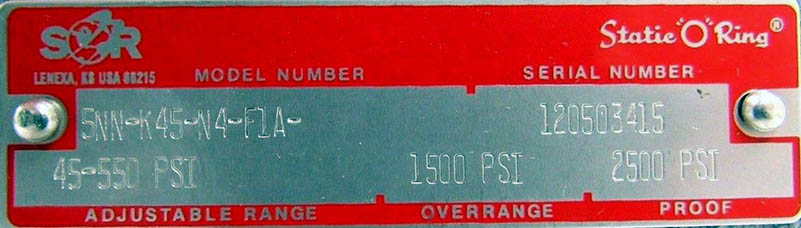 SOR Static "O" Ring®
LENEXA, KS USA 66215
MODEL NUMBER SERIAL NUMBER
5NN-K45-N4-F1A- 120503415
45-550 PSI 1500 PSI 2500 PSI
ADJUSTABLE RANGE OVERRANGE PROOF